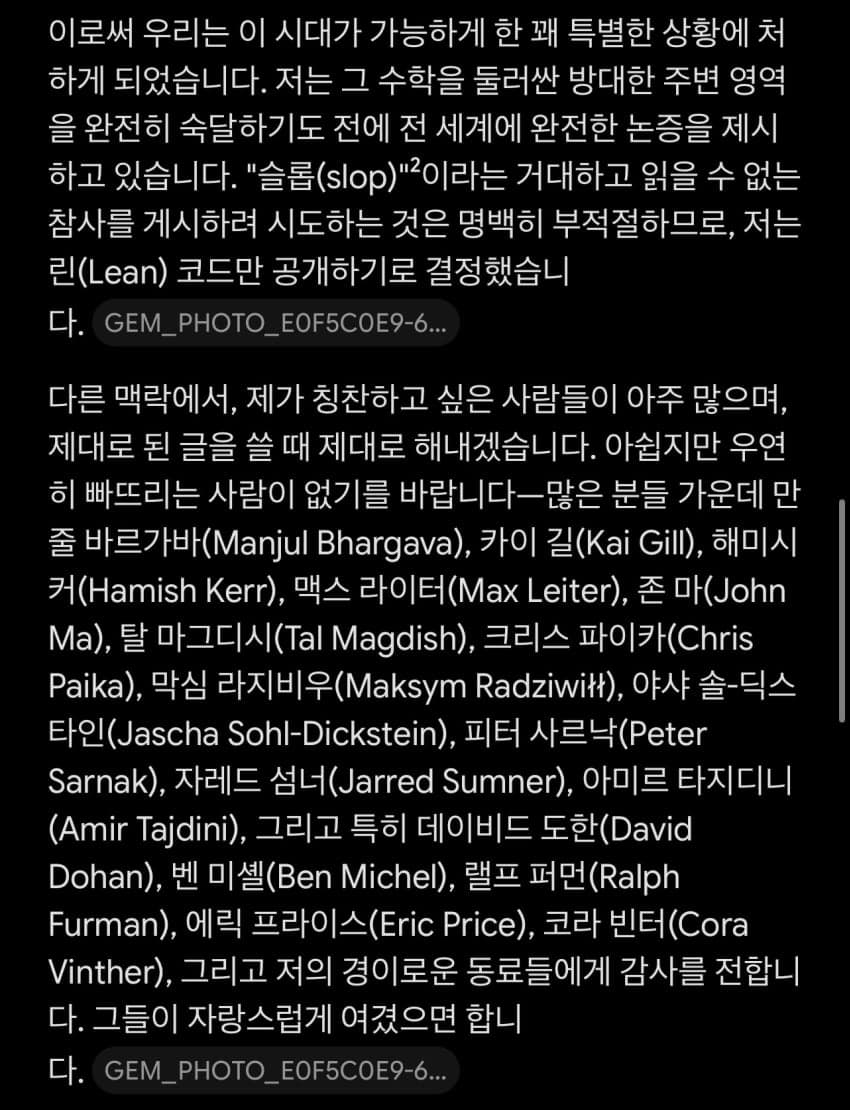 이로써 우리는 이 시대가 가능하게 한 꽤 특별한 상황에 처
하게 되었습니다. 저는 그 수학을 둘러싼 방대한 주변 영역
을 완전히 숙달하기도 전에 전 세계에 완전한 논증을 제시
하고 있습니다. "슬롭(slop)"²이라는 거대하고 읽을 수 없는
참사를 게시하려 시도하는 것은 명백히 부적절하므로, 저는
린(Lean) 코드만 공개하기로 결정했습니
다. GEM_PHOTO_E0F5C0E9-6...
다른 맥락에서, 제가 칭찬하고 싶은 사람들이 아주 많으며,
제대로 된 글을 쓸 때 제대로 해내겠습니다. 아쉽지만 우연
히 빠뜨리는 사람이 없기를 바랍니다—많은 분들 가운데 만
줄 바르가바(Manjul Bhargava), 카이 길(Kai Gill), 해미시
커(Hamish Kerr), 맥스 라이터(Max Leiter), 존 마(John
Ma), 탈 마그디시(Tal Magdish), 크리스 파이카(Chris
Paika), 막심 라지비우(Maksym Radziwiłł), 야샤 솔-딕스
타인(Jascha Sohl-Dickstein), 피터 사르낙(Peter
Sarnak), 자레드 섬너(Jarred Sumner), 아미르 타지디니
(Amir Tajdini), 그리고 특히 데이비드 도한(David
Dohan), 벤 미셸(Ben Michel), 랠프 퍼먼(Ralph
Furman), 에릭 프라이스(Eric Price), 코라 빈터(Cora
Vinther), 그리고 저의 경이로운 동료들에게 감사를 전합니
다. 그들이 자랑스럽게 여겼으면 합니
다. GEM_PHOTO_E0F5C0E9-6...